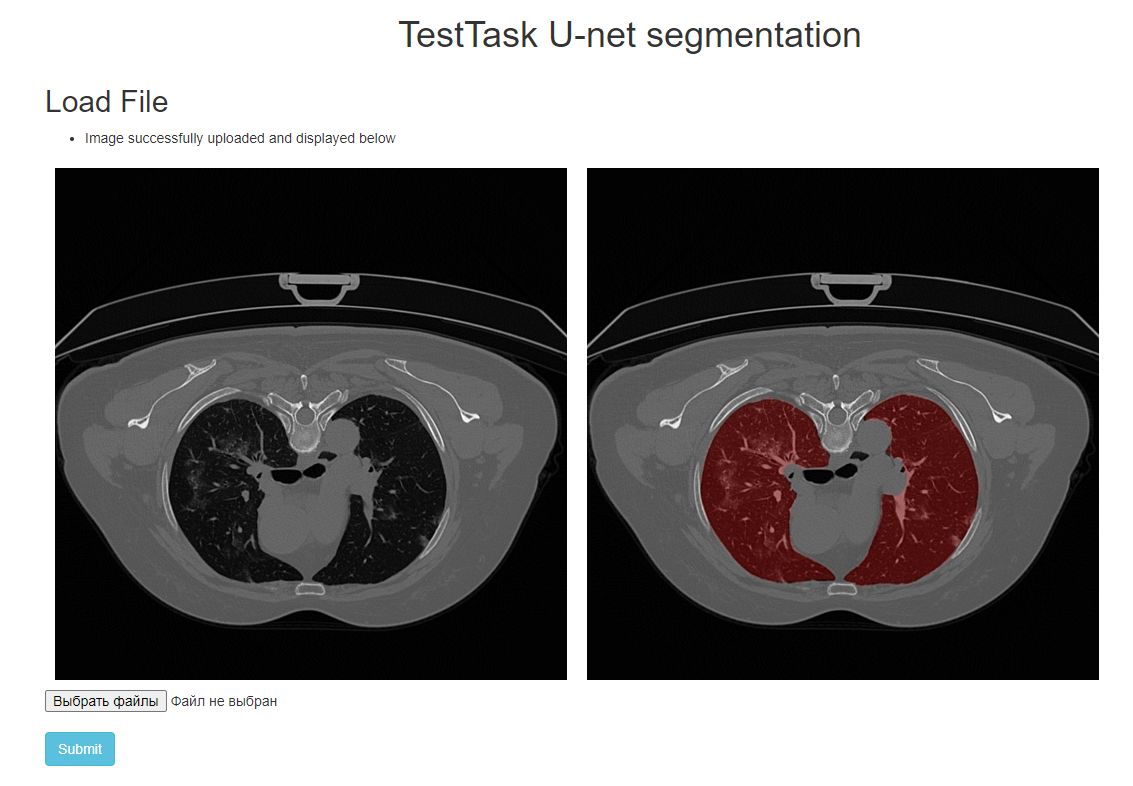 TestTask U-net segmentation
Load File
Image successfully uploaded and displayed below
Выбрать файлы Файл не выбран
Submit